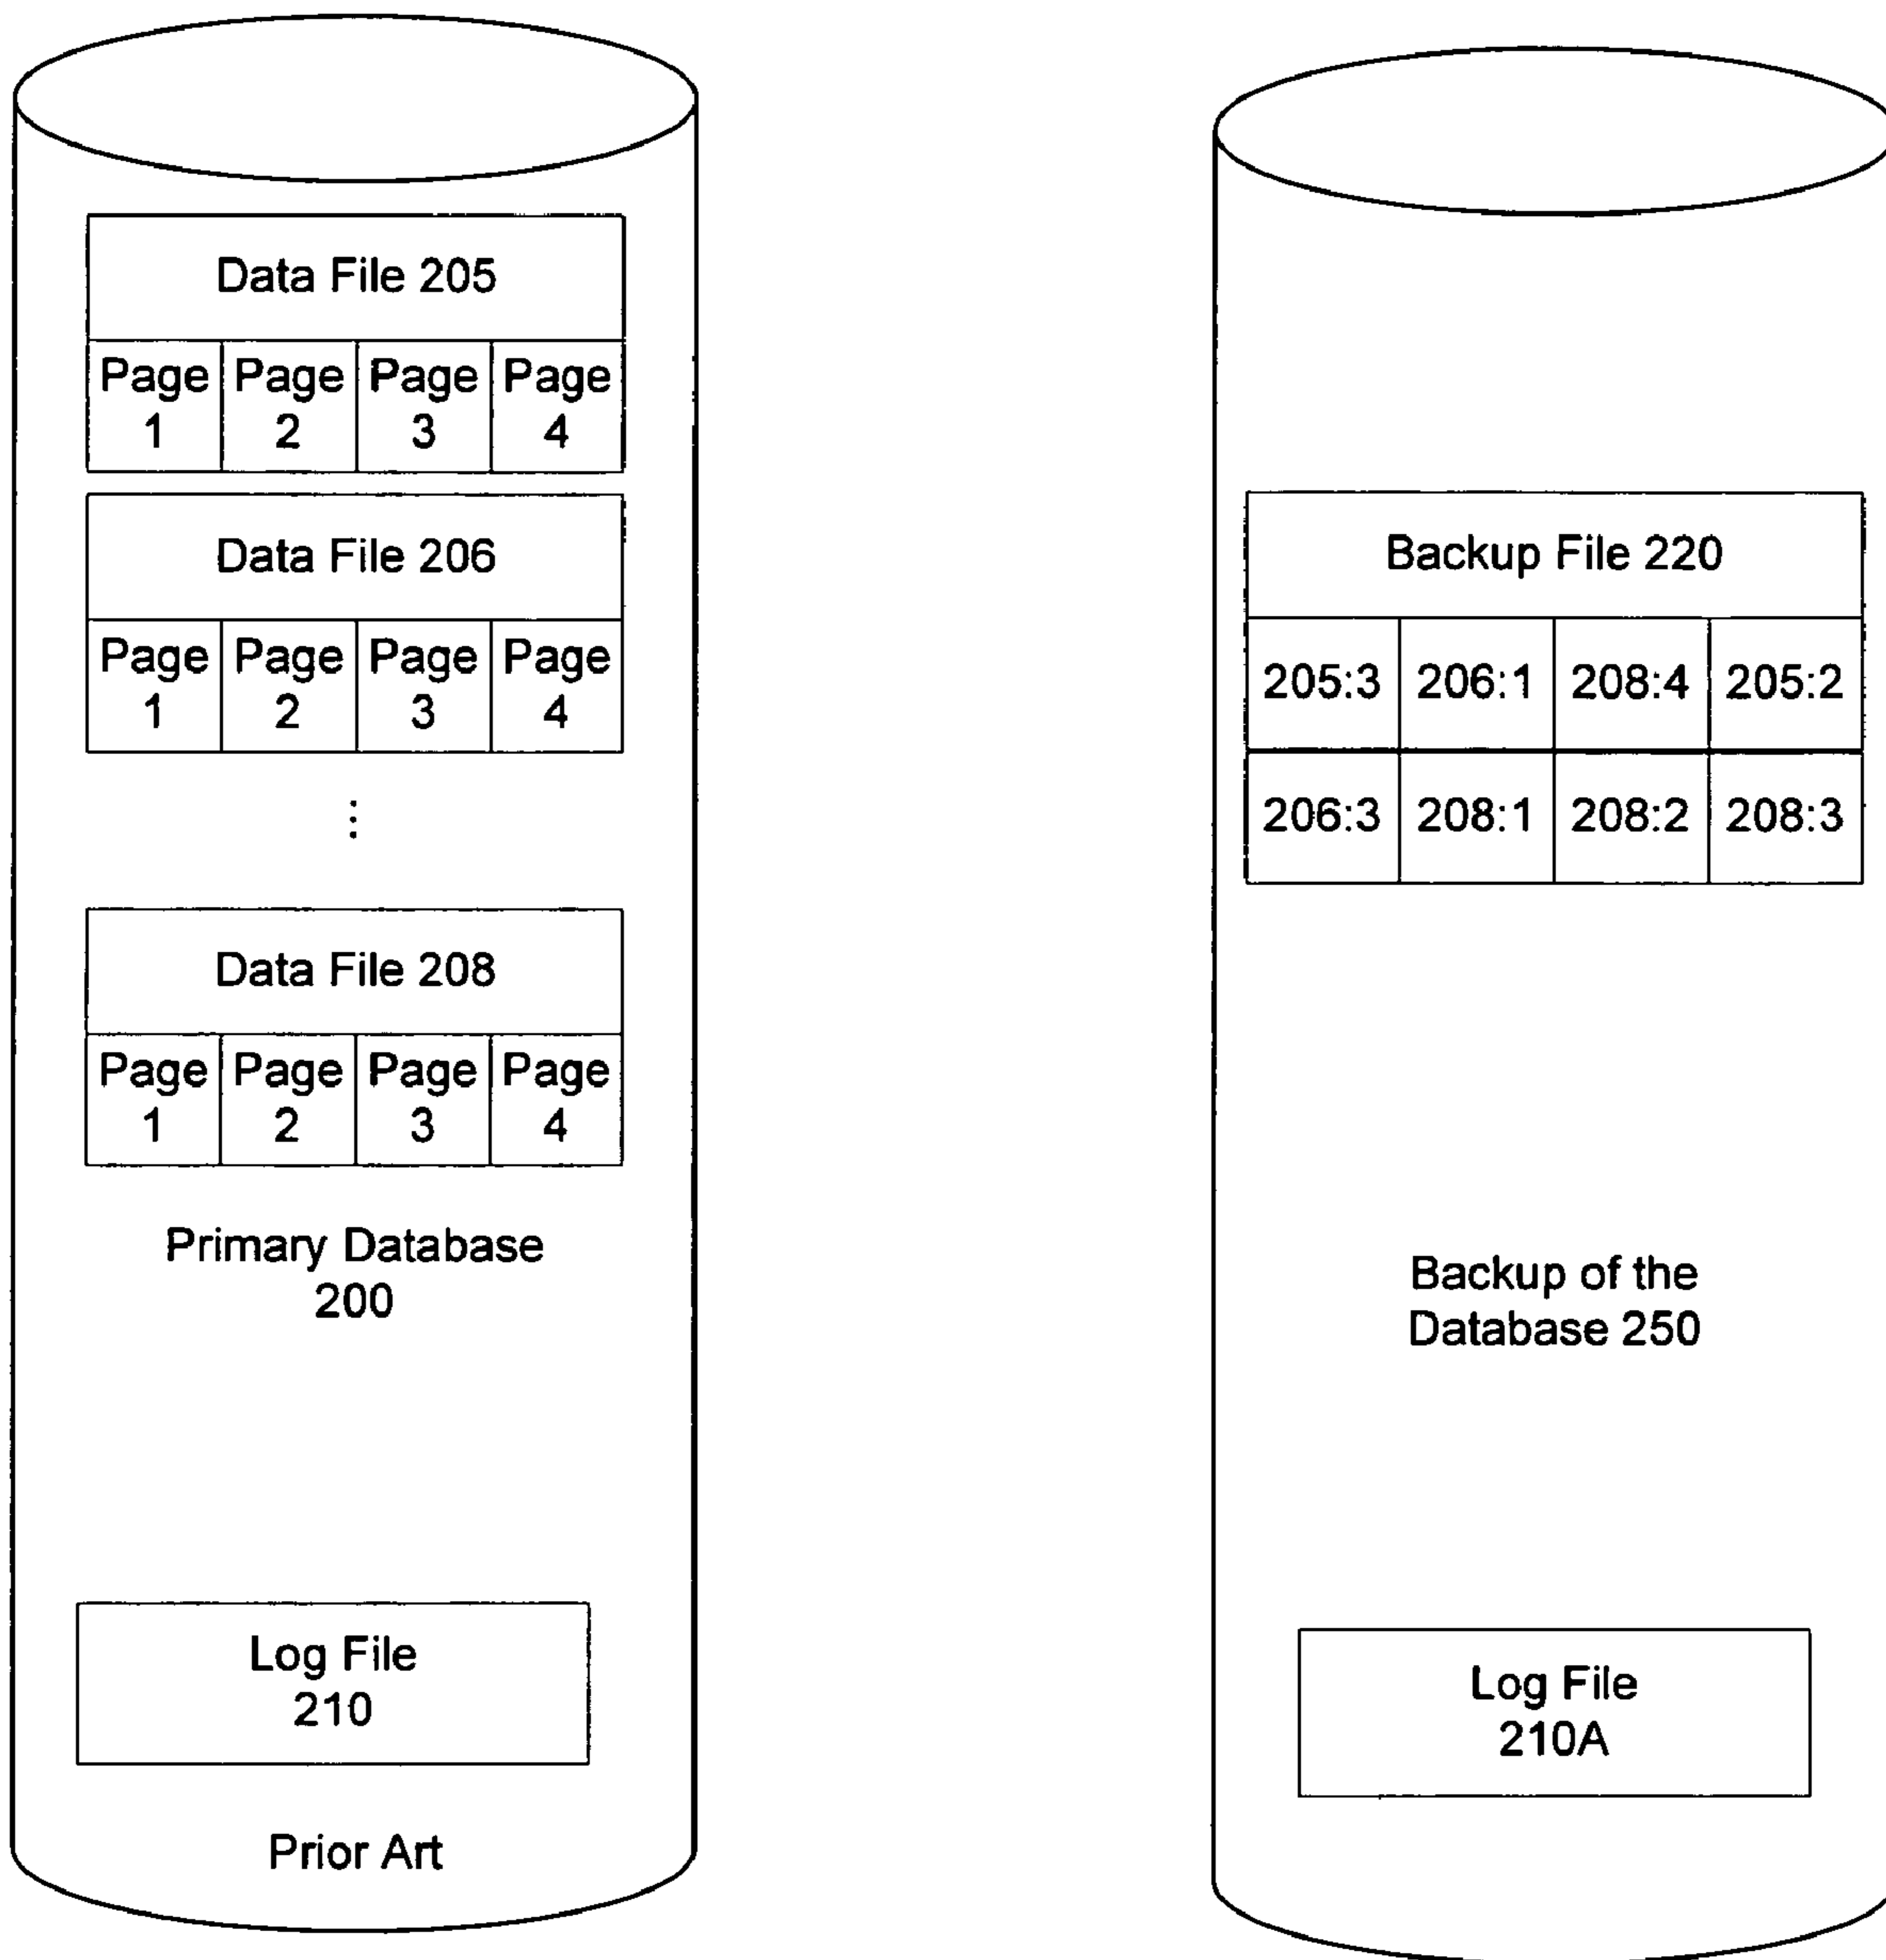 Data File 205
Page Page Page Page
1 2 3 4
Data File 206
Page Page Page Page
1 2 3 4
⋮
Data File 208
Page Page Page Page
1 2 3 4
Primary Database
200
Log File
210
Prior Art
Backup File 220
205:3 206:1 208:4 205:2
206:3 208:1 208:2 208:3
Backup of the
Database 250
Log File
210A